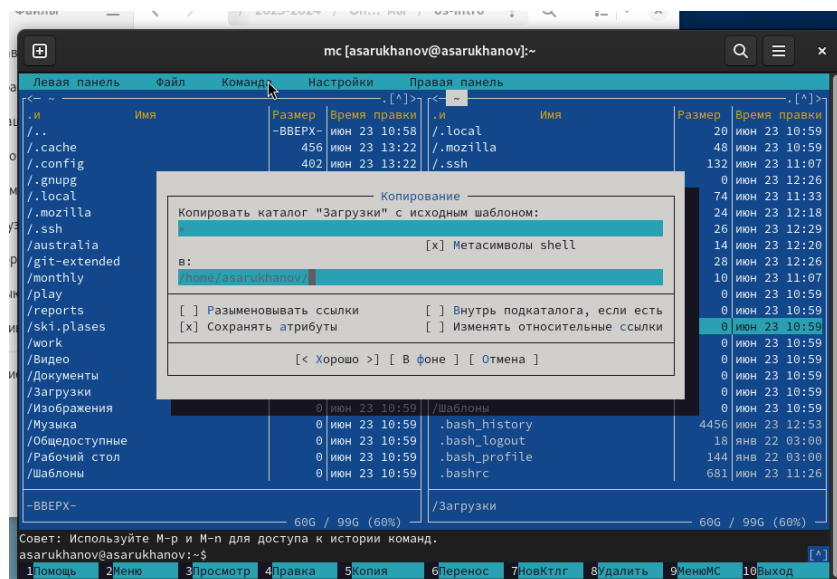 Файлы
2023-2024 / Оп... мы / os-intro
mc [asarukhanov@asarukhanov]:~
Левая панель Файл Команда Настройки Правая панель
<— ~ .[^]> <— ~ .[^]>
.и Имя Размер Время правки .и Имя Размер Время правки
/.. -ВВЕРХ- июн 23 10:58 /.local 20 июн 23 10:59
/.cache 456 июн 23 13:22 /.mozilla 48 июн 23 10:59
/.config 402 июн 23 13:22 /.ssh 132 июн 23 11:07
/.gnupg 0 июн 23 12:26
/.local Копирование 74 июн 23 11:33
/.mozilla Копировать каталог "Загрузки" с исходным шаблоном: 24 июн 23 12:18
/.ssh * 26 июн 23 12:29
/australia [x] Метасимволы shell 14 июн 23 12:20
/git-extended в: 28 июн 23 12:26
/monthly /home/asarukhanov/ 10 июн 23 11:07
/play 0 июн 23 10:59
/reports [ ] Разыменовывать ссылки [ ] Внутрь подкаталога, если есть 0 июн 23 10:59
/ski.plases [x] Сохранять атрибуты [ ] Изменять относительные ссылки 0 июн 23 10:59
/work 0 июн 23 10:59
/Видео [< Хорошо >] [ В фоне ] [ Отмена ] 0 июн 23 10:59
/Документы 0 июн 23 10:59
/Загрузки 0 июн 23 10:59
/Изображения 0 июн 23 10:59 /Шаблоны 0 июн 23 10:59
/Музыка 0 июн 23 10:59 .bash_history 4456 июн 23 12:53
/Общедоступные 0 июн 23 10:59 .bash_logout 18 янв 22 03:00
/Рабочий стол 0 июн 23 10:59 .bash_profile 144 янв 22 03:00
/Шаблоны 0 июн 23 10:59 .bashrc 681 июн 23 11:26
-ВВЕРХ- /Загрузки
60G / 99G (60%) 60G / 99G (60%)
Совет: Используйте M-p и M-n для доступа к истории команд.
asarukhanov@asarukhanov:~$ [^]
1Помощь 2Меню 3Просмотр 4Правка 5Копия 6Перенос 7НовКтлг 8Удалить 9МенюMC 10Выход